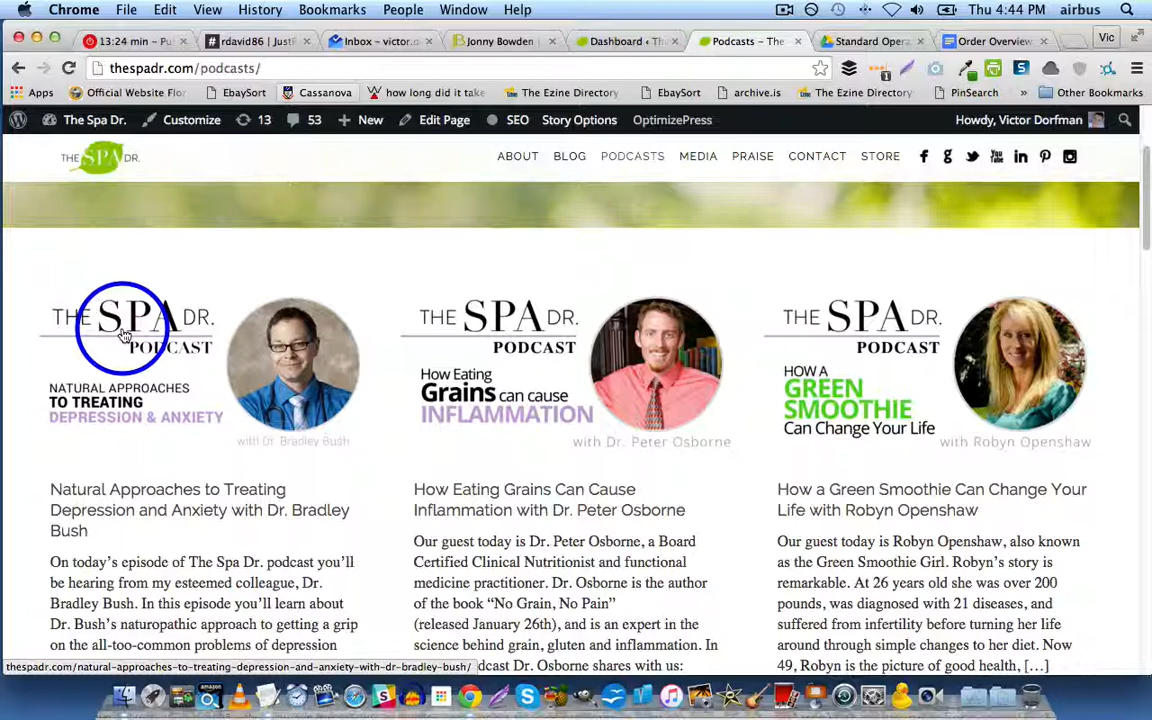 Chrome File Edit View History Bookmarks People Window Help Thu 4:44 PM airbus
13:24 min - Pu # rdavid86 | Just Inbox - victor.d Jonny Bowden Dashboard ‹ Th Podcasts – The Standard Opera Order Overview Vic
thespadr.com/podcasts/
Apps Official Website Flor EbaySort Cassanova how long did it take The Ezine Directory EbaySort archive.is The Ezine Directory PinSearch » Other Bookmarks
The Spa Dr. Customize 13 53 New Edit Page SEO Story Options OptimizePress Howdy, Victor Dorfman
THE SPA DR. ABOUT BLOG PODCASTS MEDIA PRAISE CONTACT STORE
THE SPA DR.
PODCAST
NATURAL APPROACHES
TO TREATING
DEPRESSION & ANXIETY
with Dr. Bradley Bush
THE SPA DR.
PODCAST
How Eating
Grains can cause
INFLAMMATION
with Dr. Peter Osborne
THE SPA DR.
PODCAST
HOW A
GREEN
SMOOTHIE
Can Change Your Life
with Robyn Openshaw
Natural Approaches to Treating
Depression and Anxiety with Dr. Bradley
Bush
On today's episode of The Spa Dr. podcast you'll
be hearing from my esteemed colleague, Dr.
Bradley Bush. In this episode you'll learn about
Dr. Bush's naturopathic approach to getting a grip
on the all-too-common problems of depression
How Eating Grains Can Cause
Inflammation with Dr. Peter Osborne
Our guest today is Dr. Peter Osborne, a Board
Certified Clinical Nutritionist and functional
medicine practitioner. Dr. Osborne is the author
of the book “No Grain, No Pain”
(released January 26th), and is an expert in the
science behind grain, gluten and inflammation. In
dcast Dr. Osborne shares with us:
How a Green Smoothie Can Change Your
Life with Robyn Openshaw
Our guest today is Robyn Openshaw, also known
as the Green Smoothie Girl. Robyn's story is
remarkable. At 26 years old she was over 200
pounds, was diagnosed with 21 diseases, and
suffered from infertility before turning her life
around through simple changes to her diet. Now
49, Robyn is the picture of good health, […]
thespadr.com/natural-approaches-to-treating-depression-and-anxiety-with-dr-bradley-bush/